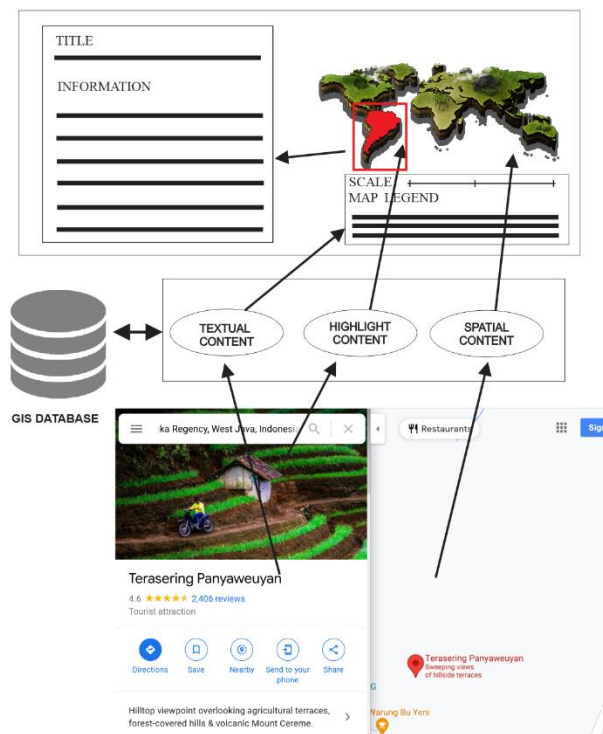 TITLE
INFORMATION
SCALE
MAP LEGEND
TEXTUAL
CONTENT
HIGHLIGHT
CONTENT
SPATIAL
CONTENT
GIS DATABASE
ka Regency, West Java, Indonesia
Restaurants
Sig
Terasering Panyaweuyan
4.6
2,406 reviews
Tourist attraction
Directions
Save
Nearby
Send to your
phone
Share
Hilltop viewpoint overlooking agricultural terraces,
forest-covered hills & volcanic Mount Cereme.
Terasering Panyaweuyan
Sweeping views
of hillside terraces
G
Warung Bu Yeni